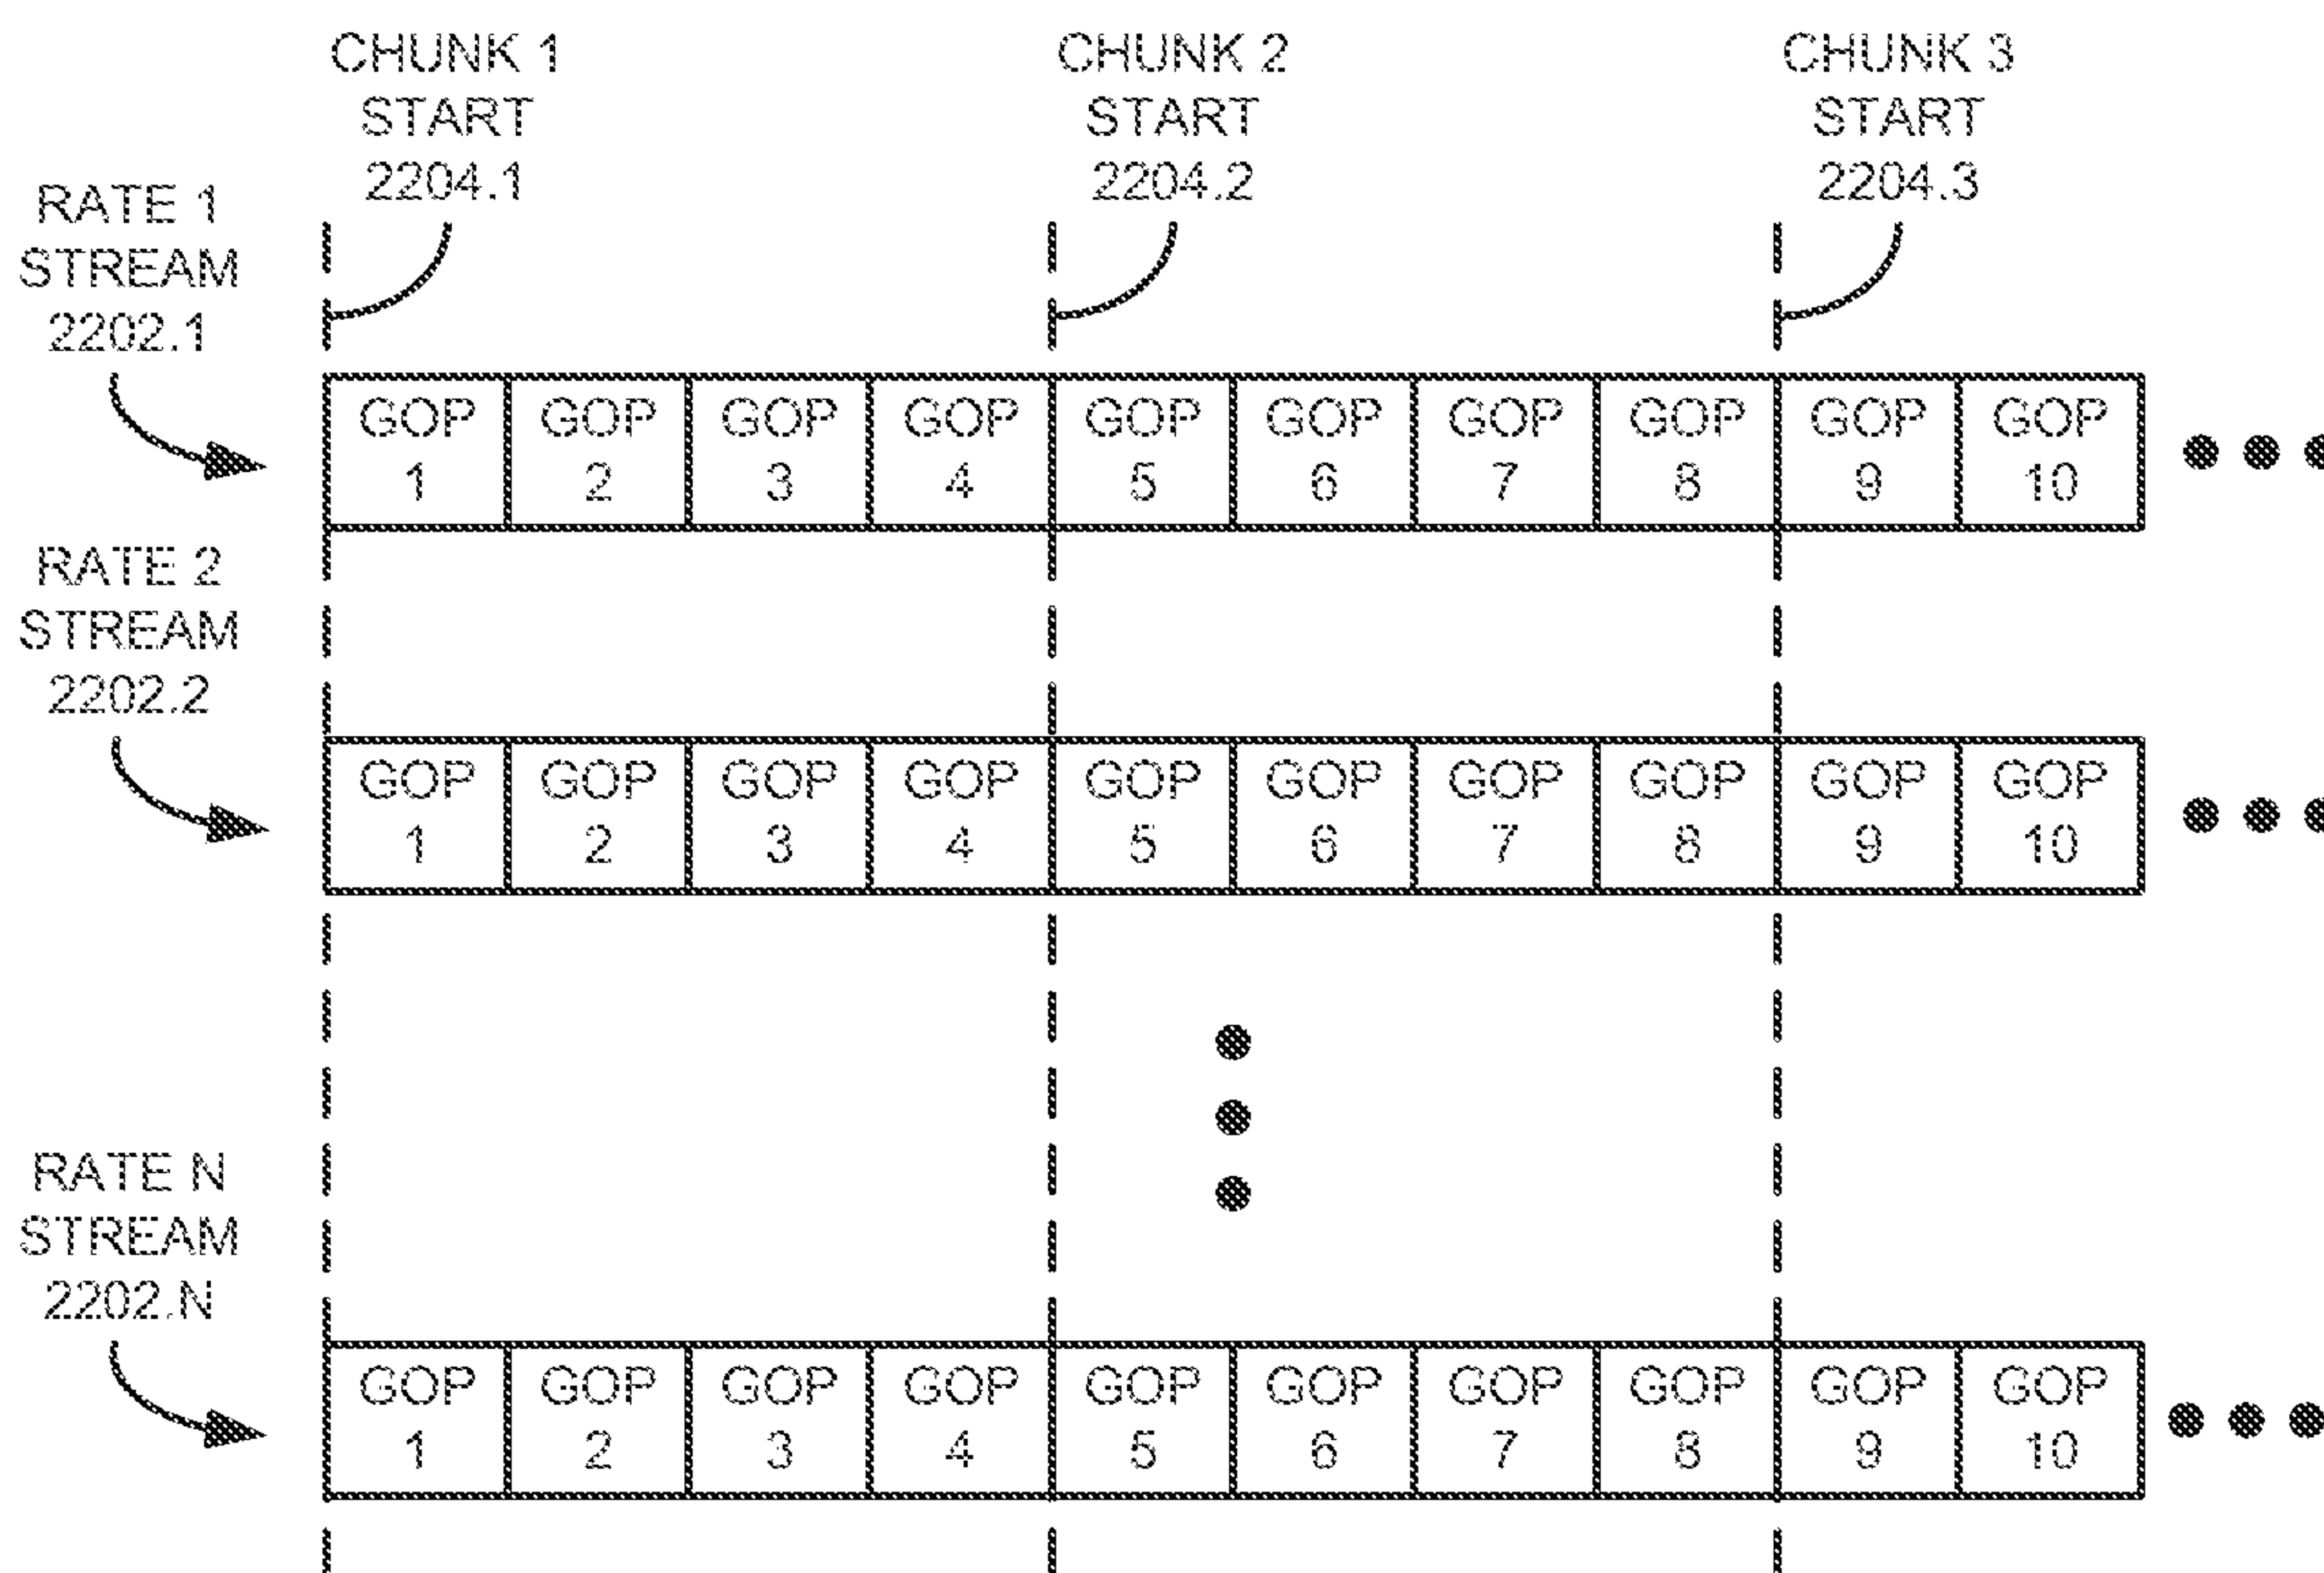 CHUNK 1
START
2204.1
CHUNK 2
START
2204.2
CHUNK 3
START
2204.3
RATE 1
STREAM
2202.1
GOP GOP GOP GOP GOP GOP GOP GOP GOP GOP
1 2 3 4 5 6 7 8 9 10
RATE 2
STREAM
2202.2
GOP GOP GOP GOP GOP GOP GOP GOP GOP GOP
1 2 3 4 5 6 7 8 9 10
RATE N
STREAM
2202.N
GOP GOP GOP GOP GOP GOP GOP GOP GOP GOP
1 2 3 4 5 6 7 8 9 10